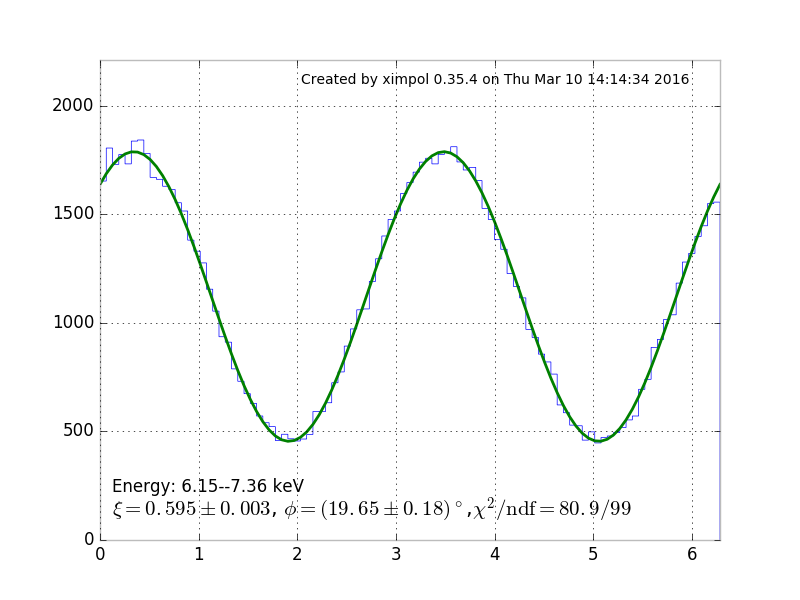 Created by ximpol 0.35.4 on Thu Mar 10 14:14:34 2016
2000
1500
1000
500
0
Energy: 6.15--7.36 keV
ξ=0.595±0.003, ϕ=(19.65±0.18)°,χ²/ndf=80.9/99
0 1 2 3 4 5 6